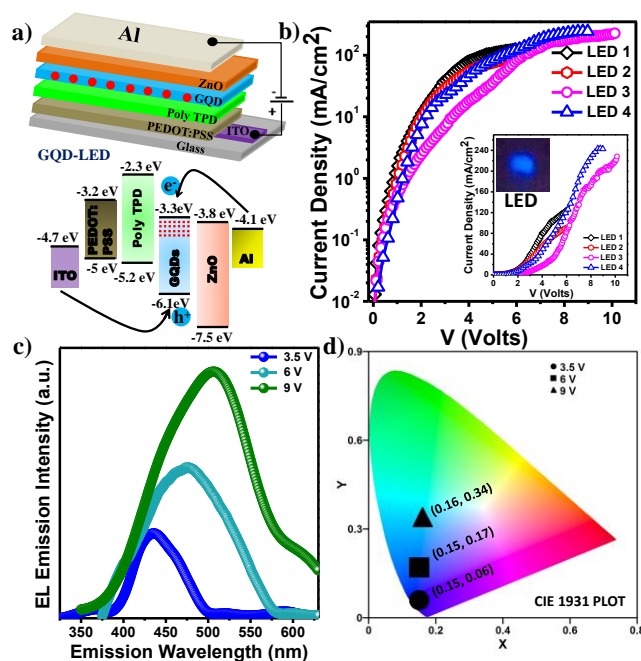 a)
Al
ZnO
GQD
Poly TPD
PEDOT:PSS
ITO
Glass
-
+
GQD-LED
-2.3 eV
e-
-3.2 eV
-3.3eV
-3.8 eV
-4.1 eV
-4.7 eV
PEDOT:
PSS
Poly TPD
GQDs
ZnO
Al
ITO
-5 eV
-5.2 eV
-6.1eV
h+
-7.5 eV
b)
Current Density (mA/cm²)
10²
10¹
10⁰
10⁻¹
10⁻²
LED 1
LED 2
LED 3
LED 4
0 2 4 6 8 10
V (Volts)
Current Density (mA/cm²)
240
200
160
120
80
40
0
LED
LED 1
LED 2
LED 3
LED 4
0 2 4 6 8 10
V (Volts)
c)
EL Emission Intensity (a.u.)
3.5 V
6 V
9 V
350 400 450 500 550 600
Emission Wavelength (nm)
d)
0.9
0.6
0.3
0.0
Y
3.5 V
6 V
9 V
(0.16, 0.34)
(0.15, 0.17)
(0.15, 0.06)
CIE 1931 PLOT
0.0 0.2 0.4 0.6 0.8
X